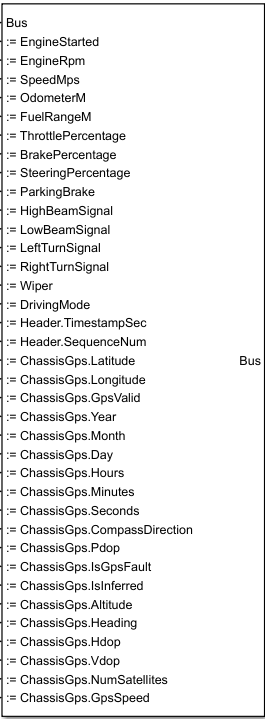 Bus
:= EngineStarted
:= EngineRpm
:= SpeedMps
:= OdometerM
:= FuelRangeM
:= ThrottlePercentage
:= BrakePercentage
:= SteeringPercentage
:= ParkingBrake
:= HighBeamSignal
:= LowBeamSignal
:= LeftTurnSignal
:= RightTurnSignal
:= Wiper
:= DrivingMode
:= Header.TimestampSec
:= Header.SequenceNum
:= ChassisGps.Latitude Bus
:= ChassisGps.Longitude
:= ChassisGps.GpsValid
:= ChassisGps.Year
:= ChassisGps.Month
:= ChassisGps.Day
:= ChassisGps.Hours
:= ChassisGps.Minutes
:= ChassisGps.Seconds
:= ChassisGps.CompassDirection
:= ChassisGps.Pdop
:= ChassisGps.IsGpsFault
:= ChassisGps.IsInferred
:= ChassisGps.Altitude
:= ChassisGps.Heading
:= ChassisGps.Hdop
:= ChassisGps.Vdop
:= ChassisGps.NumSatellites
:= ChassisGps.GpsSpeed